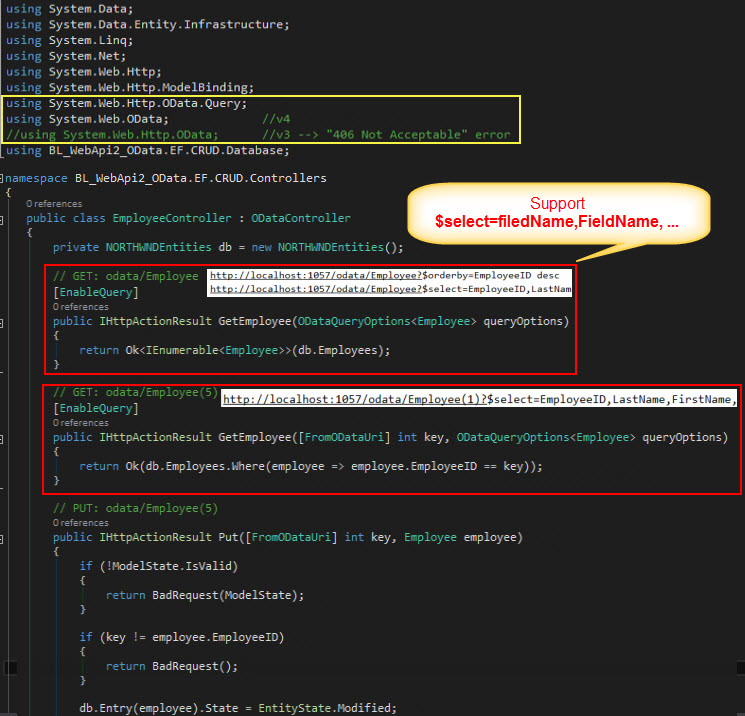 using System.Data;
using System.Data.Entity.Infrastructure;
using System.Linq;
using System.Net;
using System.Web.Http;
using System.Web.Http.ModelBinding;
using System.Web.Http.OData.Query;
using System.Web.OData; //v4
//using System.Web.Http.OData; //v3 --> "406 Not Acceptable" error
using BL_WebApi2_OData.EF.CRUD.Database;
namespace BL_WebApi2_OData.EF.CRUD.Controllers
{
Support
$select=filedName,FieldName, ...
0 references
public class EmployeeController : ODataController
{
private NORTHWNDEntities db = new NORTHWNDEntities();
// GET: odata/Employee http://localhost:1057/odata/Employee?$orderby=EmployeeID desc
http://localhost:1057/odata/Employee?$select=EmployeeID,LastNam
[EnableQuery]
0 references
public IHttpActionResult GetEmployee(ODataQueryOptions<Employee> queryOptions)
{
return Ok<IEnumerable<Employee>>(db.Employees);
}
// GET: odata/Employee(5) http://localhost:1057/odata/Employee(1)?$select=EmployeeID,LastName,FirstName,
[EnableQuery]
0 references
public IHttpActionResult GetEmployee([FromODataUri] int key, ODataQueryOptions<Employee> queryOptions)
{
return Ok(db.Employees.Where(employee => employee.EmployeeID == key));
}
// PUT: odata/Employee(5)
0 references
public IHttpActionResult Put([FromODataUri] int key, Employee employee)
{
if (!ModelState.IsValid)
{
return BadRequest(ModelState);
}
if (key != employee.EmployeeID)
{
return BadRequest();
}
db.Entry(employee).State = EntityState.Modified;